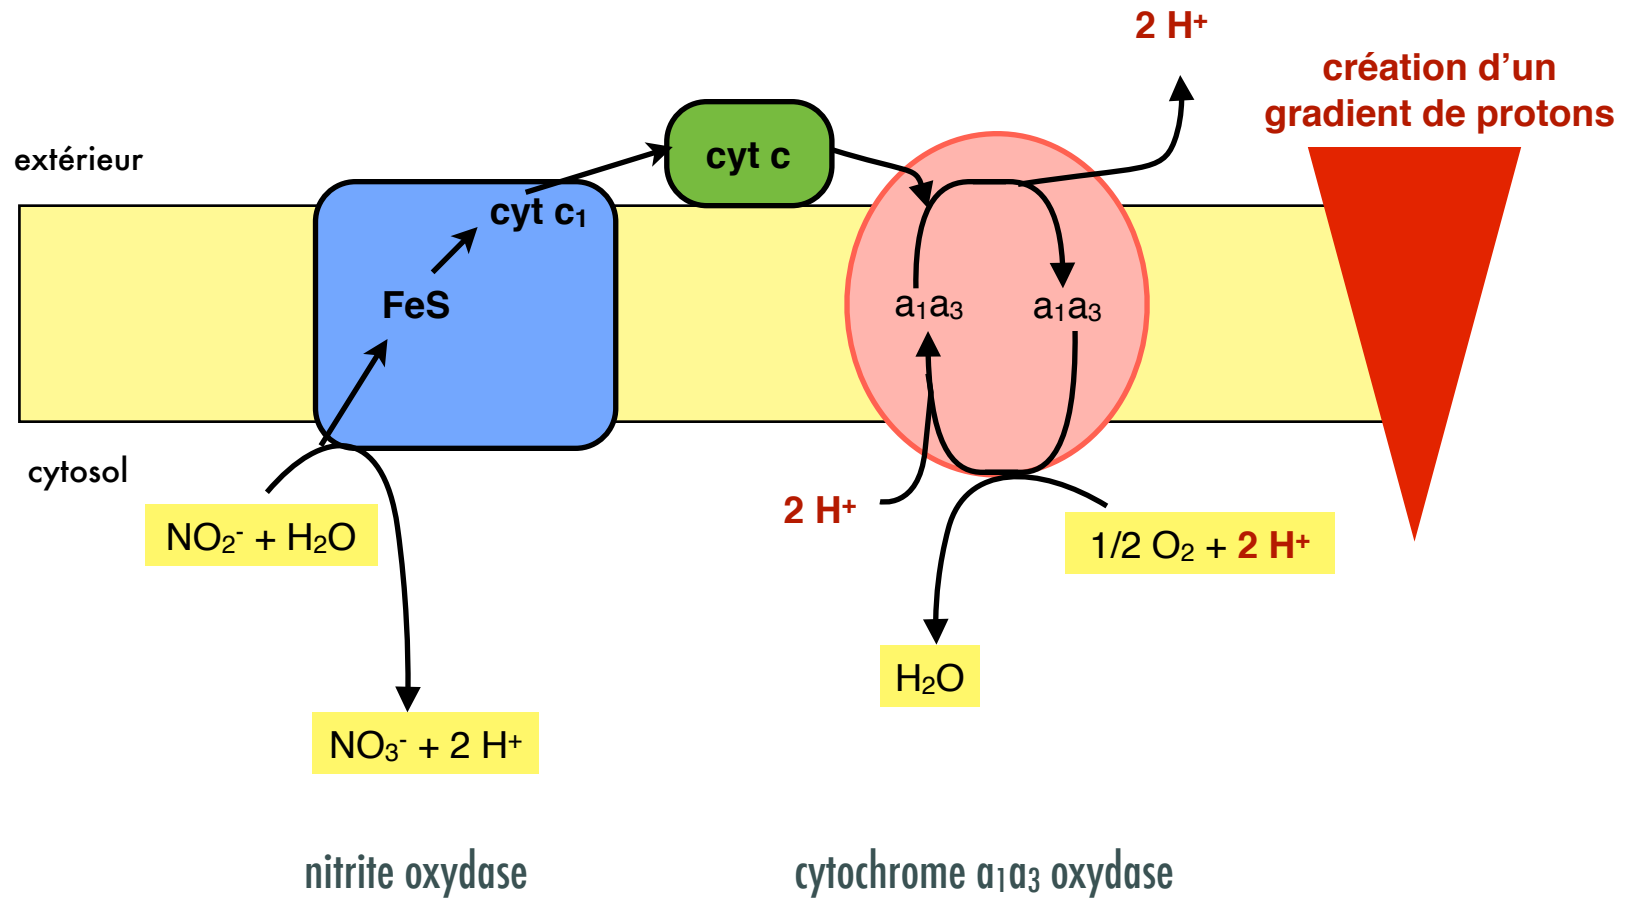 2 H⁺
création d’un
gradient de protons
extérieur
cyt c
cyt c₁
FeS
a₁a₃
a₁a₃
cytosol
2 H⁺
NO₂⁻ + H₂O
1/2 O₂ + 2 H⁺
H₂O
NO₃⁻ + 2 H⁺
nitrite oxydase
cytochrome a₁a₃ oxydase